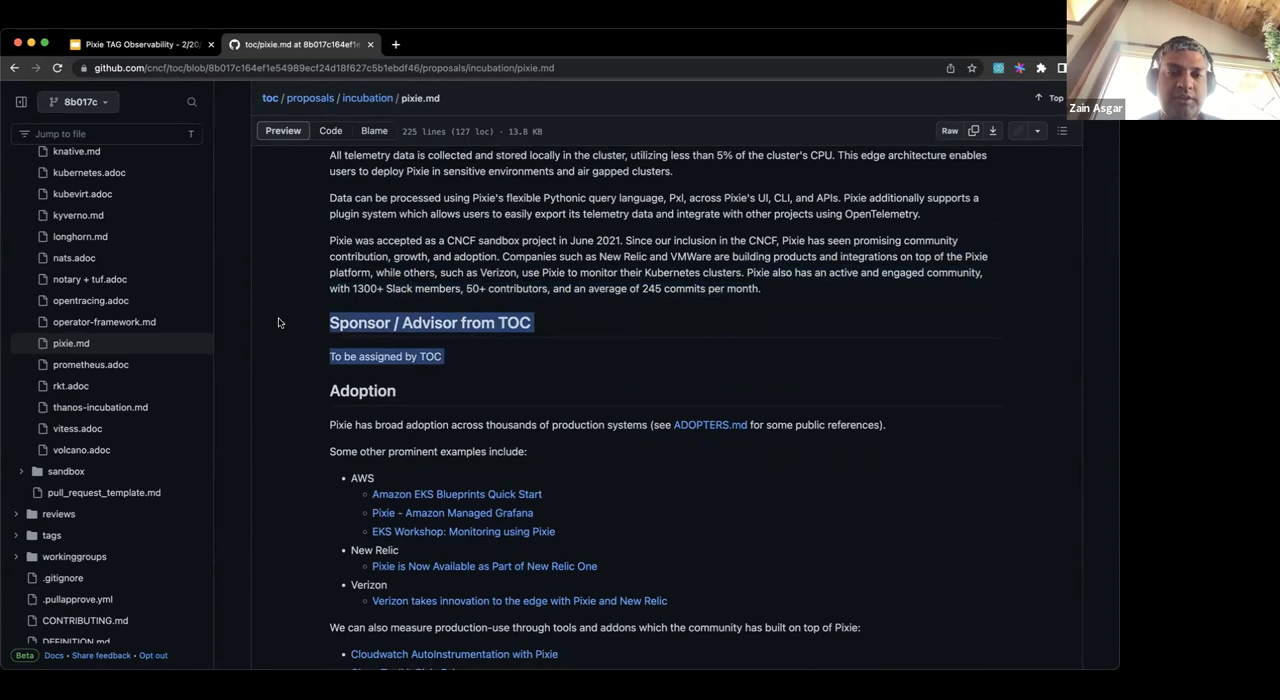 Pixie TAG Observability - 2/20/
toc/pixie.md at 8b017c164ef1e
github.com/cncf/toc/blob/8b017c164ef1e54989ecf24d18f627c5b1ebdf46/proposals/incubation/pixie.md
Zain Asgar
8b017c
toc / proposals / incubation / pixie.md
Top
Jump to file
T
Preview
Code
Blame
225 lines (127 loc) · 13.8 KB
Raw
knative.md
kubernetes.adoc
kubevirt.adoc
kyverno.md
longhorn.md
nats.adoc
notary + tuf.adoc
opentracing.adoc
operator-framework.md
pixie.md
prometheus.adoc
rkt.adoc
thanos-incubation.md
vitess.adoc
volcano.adoc
sandbox
pull_request_template.md
reviews
tags
workinggroups
.gitignore
.pullapprove.yml
CONTRIBUTING.md
DEFINITION.md
Beta Docs • Share feedback • Opt out
All telemetry data is collected and stored locally in the cluster, utilizing less than 5% of the cluster's CPU. This edge architecture enables
users to deploy Pixie in sensitive environments and air gapped clusters.
Data can be processed using Pixie's flexible Pythonic query language, Pxl, across Pixie's UI, CLI, and APIs. Pixie additionally supports a
plugin system which allows users to easily export its telemetry data and integrate with other projects using OpenTelemetry.
Pixie was accepted as a CNCF sandbox project in June 2021. Since our inclusion in the CNCF, Pixie has seen promising community
contribution, growth, and adoption. Companies such as New Relic and VMWare are building products and integrations on top of the Pixie
platform, while others, such as Verizon, use Pixie to monitor their Kubernetes clusters. Pixie also has an active and engaged community,
with 1300+ Slack members, 50+ contributors, and an average of 245 commits per month.
Sponsor / Advisor from TOC
To be assigned by TOC
Adoption
Pixie has broad adoption across thousands of production systems (see ADOPTERS.md for some public references).
Some other prominent examples include:
• AWS
Amazon EKS Blueprints Quick Start
Pixie - Amazon Managed Grafana
EKS Workshop: Monitoring using Pixie
• New Relic
Pixie is Now Available as Part of New Relic One
• Verizon
Verizon takes innovation to the edge with Pixie and New Relic
We can also measure production-use through tools and addons which the community has built on top of Pixie:
• Cloudwatch AutoInstrumentation with Pixie